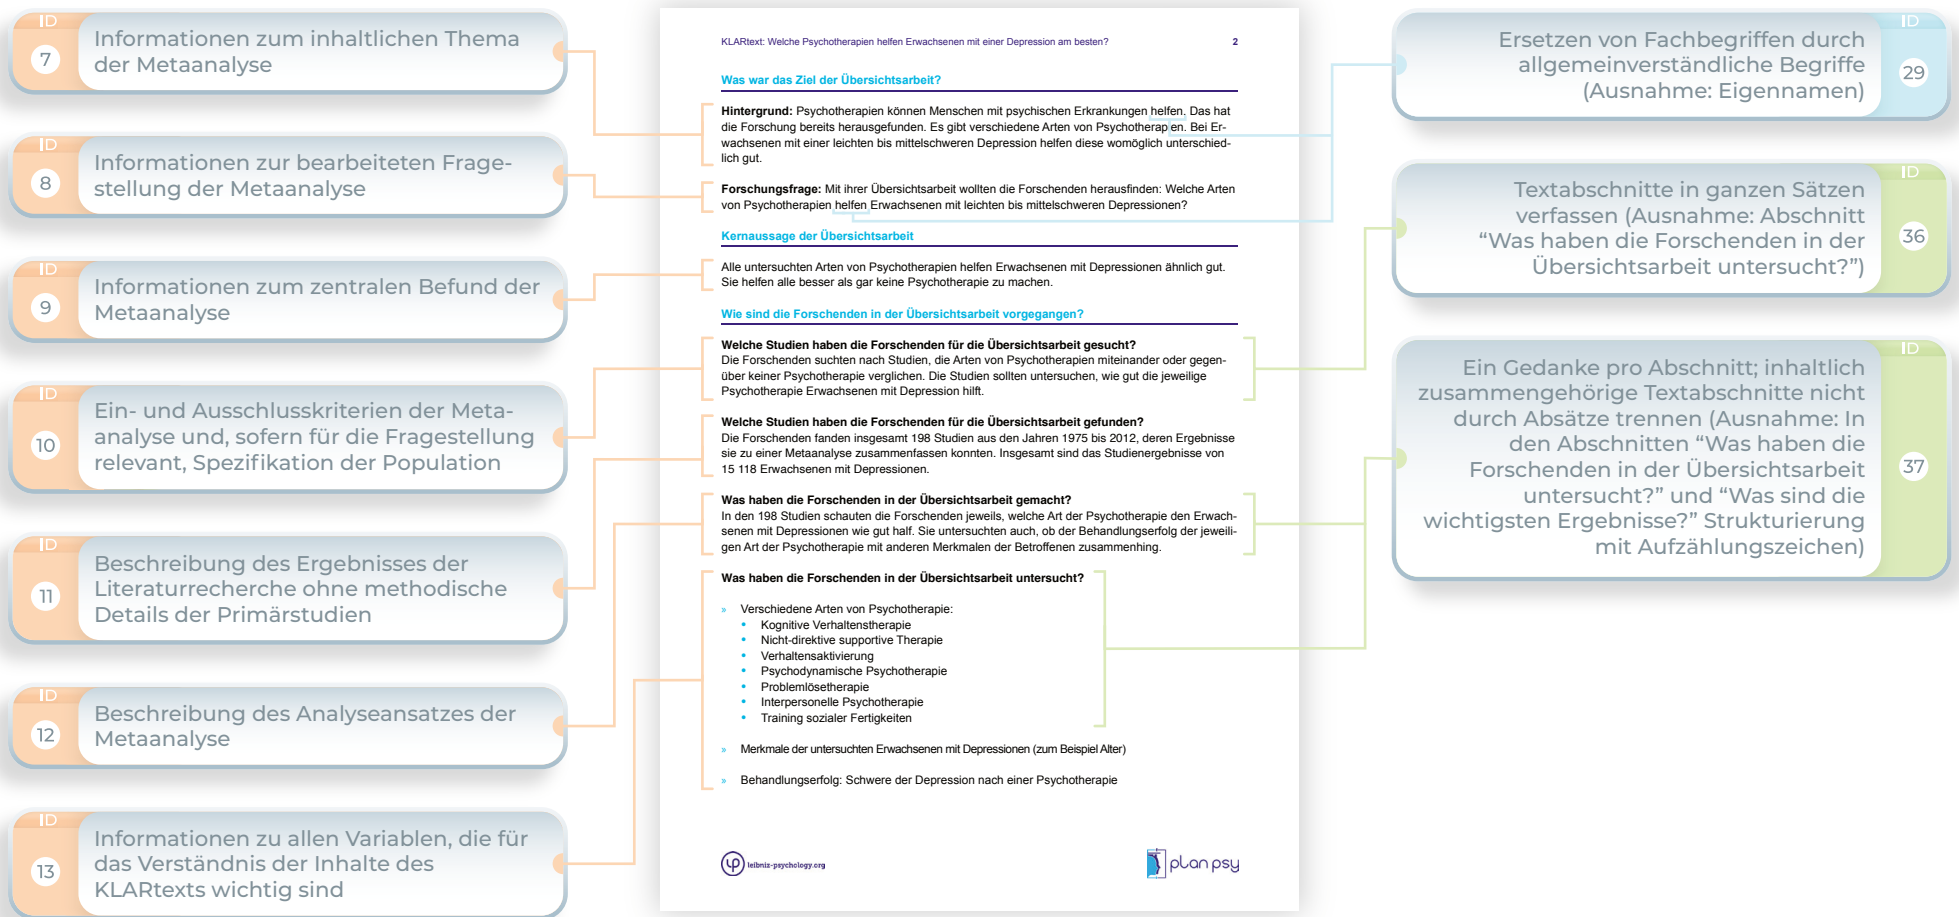 ID
7
Informationen zum inhaltlichen Thema
der Metaanalyse
ID
8
Informationen zur bearbeiteten Frage-
stellung der Metaanalyse
ID
9
Informationen zum zentralen Befund der
Metaanalyse
ID
10
Ein- und Ausschlusskriterien der Meta-
analyse und, sofern für die Fragestellung
relevant, Spezifikation der Population
ID
11
Beschreibung des Ergebnisses der
Literaturrecherche ohne methodische
Details der Primärstudien
ID
12
Beschreibung des Analyseansatzes der
Metaanalyse
ID
13
Informationen zu allen Variablen, die für
das Verständnis der Inhalte des
KLARtexts wichtig sind
KLARtext: Welche Psychotherapien helfen Erwachsenen mit einer Depression am besten? 2
Was war das Ziel der Übersichtsarbeit?
Hintergrund: Psychotherapien können Menschen mit psychischen Erkrankungen helfen. Das hat
die Forschung bereits herausgefunden. Es gibt verschiedene Arten von Psychotherapien. Bei Er-
wachsenen mit einer leichten bis mittelschweren Depression helfen diese womöglich unterschied-
lich gut.
Forschungsfrage: Mit ihrer Übersichtsarbeit wollten die Forschenden herausfinden: Welche Arten
von Psychotherapien helfen Erwachsenen mit leichten bis mittelschweren Depressionen?
Kernaussage der Übersichtsarbeit
Alle untersuchten Arten von Psychotherapien helfen Erwachsenen mit Depressionen ähnlich gut.
Sie helfen alle besser als gar keine Psychotherapie zu machen.
Wie sind die Forschenden in der Übersichtsarbeit vorgegangen?
Welche Studien haben die Forschenden für die Übersichtsarbeit gesucht?
Die Forschenden suchten nach Studien, die Arten von Psychotherapien miteinander oder gegen-
über keiner Psychotherapie verglichen. Die Studien sollten untersuchen, wie gut die jeweilige
Psychotherapie Erwachsenen mit Depression hilft.
Welche Studien haben die Forschenden für die Übersichtsarbeit gefunden?
Die Forschenden fanden insgesamt 198 Studien aus den Jahren 1975 bis 2012, deren Ergebnisse
sie zu einer Metaanalyse zusammenfassen konnten. Insgesamt sind das Studienergebnisse von
15 118 Erwachsenen mit Depressionen.
Was haben die Forschenden in der Übersichtsarbeit gemacht?
In den 198 Studien schauten die Forschenden jeweils, welche Art der Psychotherapie den Erwach-
senen mit Depressionen wie gut half. Sie untersuchten auch, ob der Behandlungserfolg der jeweili-
gen Art der Psychotherapie mit anderen Merkmalen der Betroffenen zusammenhing.
Was haben die Forschenden in der Übersichtsarbeit untersucht?
» Verschiedene Arten von Psychotherapie:
• Kognitive Verhaltenstherapie
• Nicht-direktive supportive Therapie
• Verhaltensaktivierung
• Psychodynamische Psychotherapie
• Problemlösetherapie
• Interpersonelle Psychotherapie
• Training sozialer Fertigkeiten
» Merkmale der untersuchten Erwachsenen mit Depressionen (zum Beispiel Alter)
» Behandlungserfolg: Schwere der Depression nach einer Psychotherapie
leibniz-psychology.org
plan psy
ID
29
Ersetzen von Fachbegriffen durch
allgemeinverständliche Begriffe
(Ausnahme: Eigennamen)
ID
36
Textabschnitte in ganzen Sätzen
verfassen (Ausnahme: Abschnitt
“Was haben die Forschenden in der
Übersichtsarbeit untersucht?”)
ID
37
Ein Gedanke pro Abschnitt; inhaltlich
zusammengehörige Textabschnitte nicht
durch Absätze trennen (Ausnahme: In
den Abschnitten “Was haben die
Forschenden in der Übersichtsarbeit
untersucht?” und “Was sind die
wichtigsten Ergebnisse?” Strukturierung
mit Aufzählungszeichen)